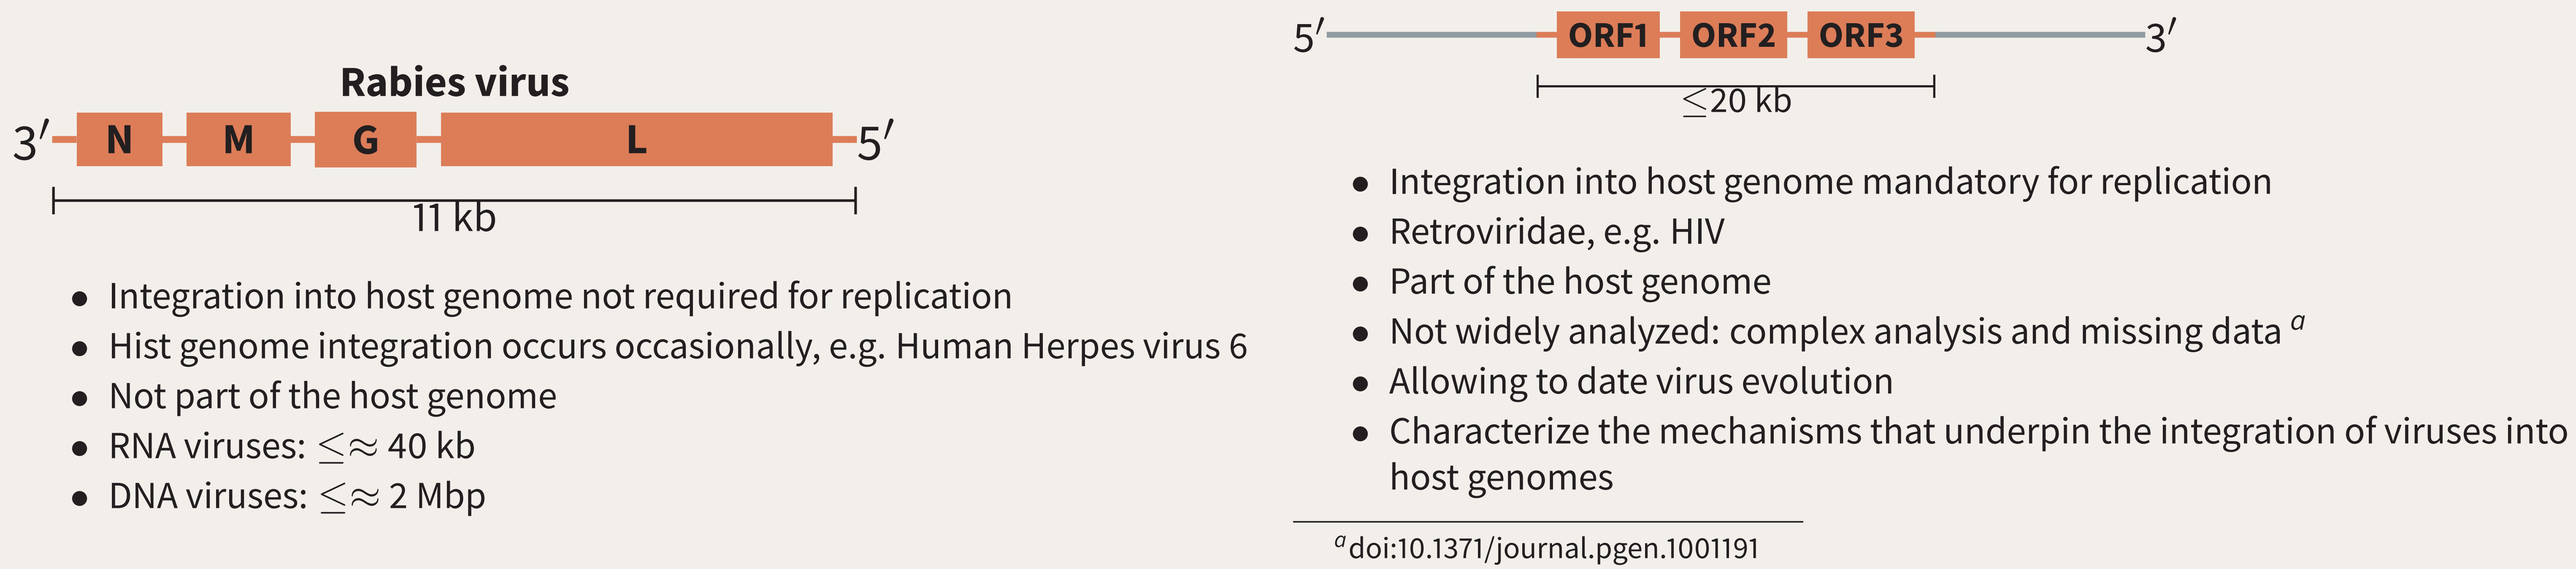 Rabies virus
3′ N M G L 5′
11 kb
• Integration into host genome not required for replication
• Hist genome integration occurs occasionally, e.g. Human Herpes virus 6
• Not part of the host genome
• RNA viruses: ≤≈ 40 kb
• DNA viruses: ≤≈ 2 Mbp
5′ ORF1 ORF2 ORF3 3′
≤20 kb
• Integration into host genome mandatory for replication
• Retroviridae, e.g. HIV
• Part of the host genome
• Not widely analyzed: complex analysis and missing data a
• Allowing to date virus evolution
• Characterize the mechanisms that underpin the integration of viruses into
host genomes
a doi:10.1371/journal.pgen.1001191